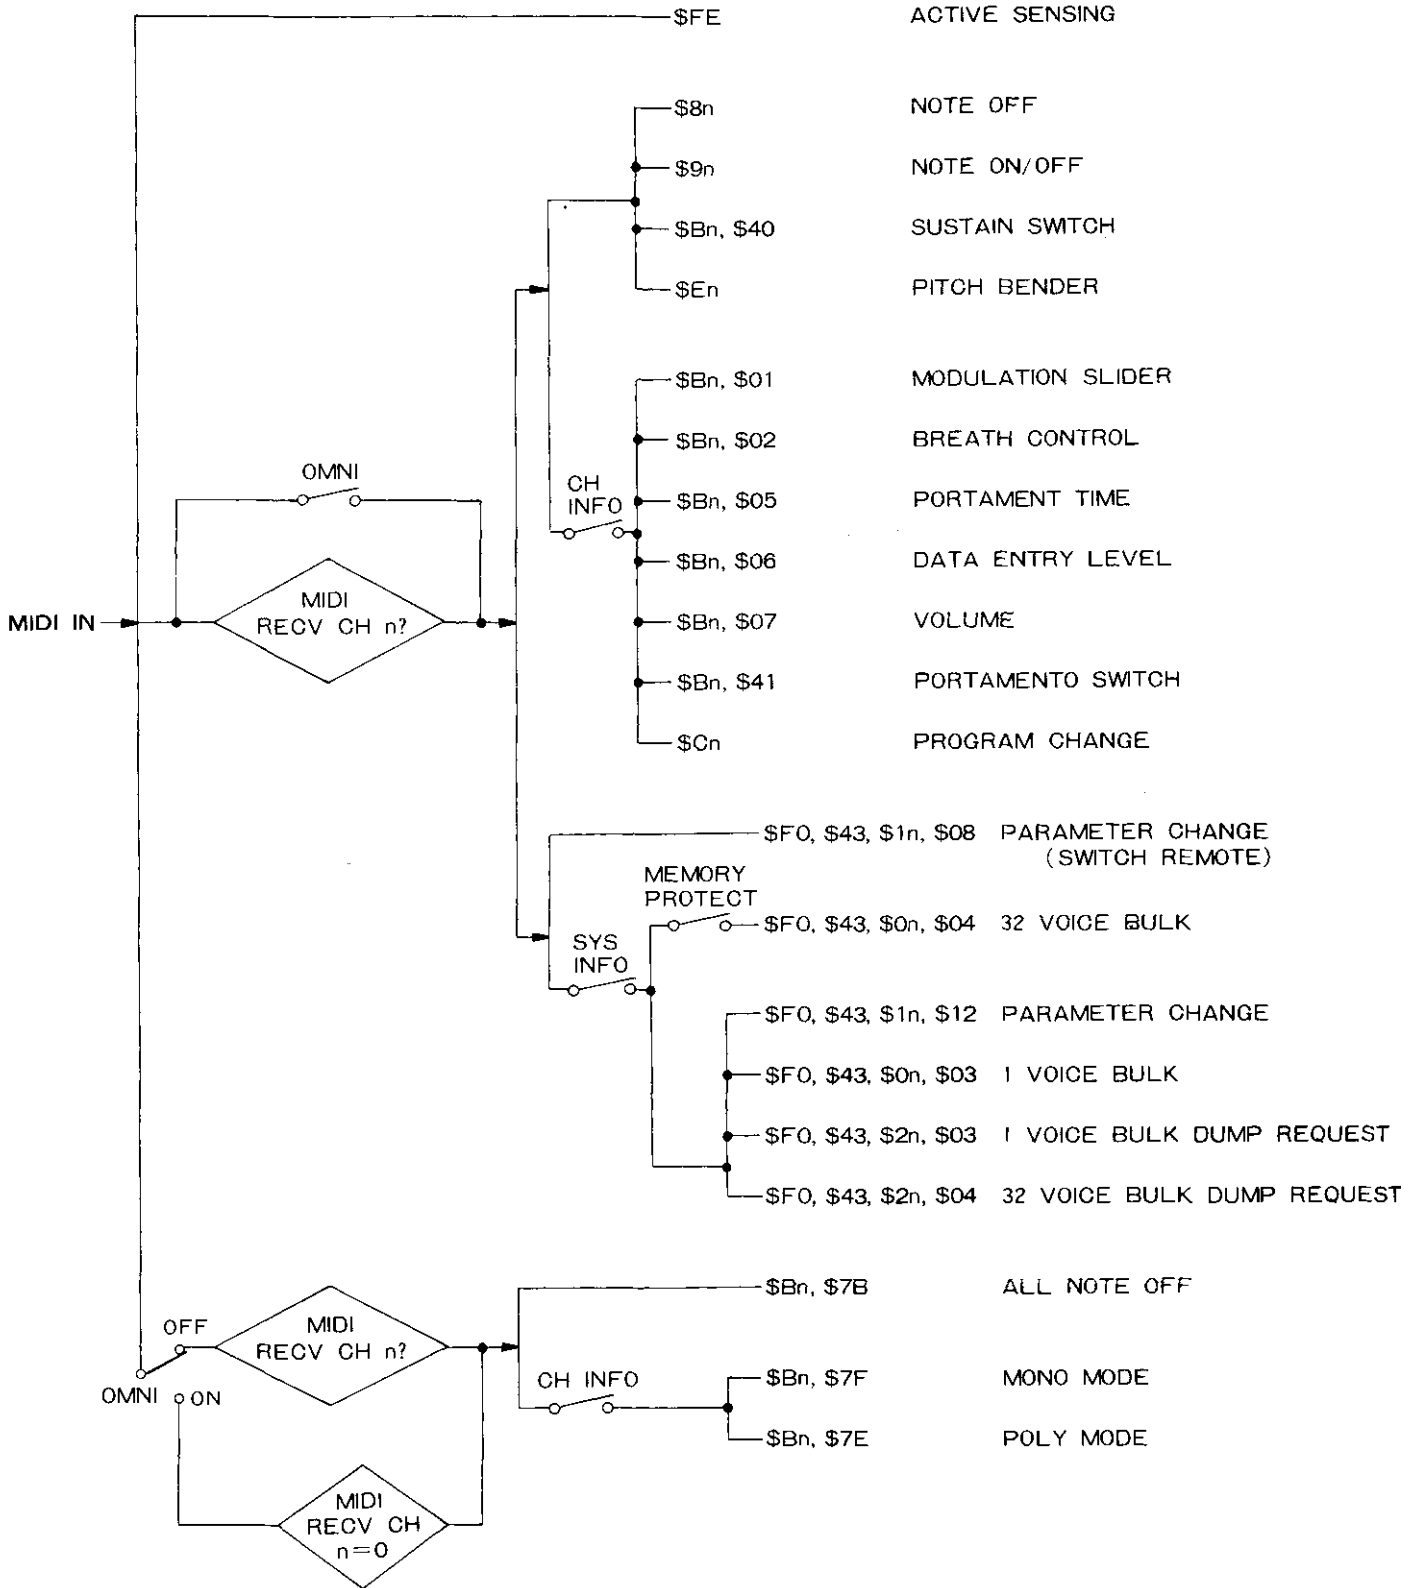 $FE ACTIVE SENSING
$8n NOTE OFF
$9n NOTE ON/OFF
$Bn, $40 SUSTAIN SWITCH
$En PITCH BENDER
$Bn, $01 MODULATION SLIDER
$Bn, $02 BREATH CONTROL
OMNI
CH
INFO
$Bn, $05 PORTAMENT TIME
$Bn, $06 DATA ENTRY LEVEL
MIDI IN
MIDI
RECV CH n?
$Bn, $07 VOLUME
$Bn, $41 PORTAMENTO SWITCH
$Cn PROGRAM CHANGE
$F0, $43, $1n, $08 PARAMETER CHANGE
(SWITCH REMOTE)
MEMORY
PROTECT
$F0, $43, $0n, $04 32 VOICE BULK
SYS
INFO
$F0, $43, $1n, $12 PARAMETER CHANGE
$F0, $43, $0n, $03 1 VOICE BULK
$F0, $43, $2n, $03 1 VOICE BULK DUMP REQUEST
$F0, $43, $2n, $04 32 VOICE BULK DUMP REQUEST
$Bn, $7B ALL NOTE OFF
OFF
MIDI
RECV CH n?
OMNI
ON
CH INFO
$Bn, $7F MONO MODE
$Bn, $7E POLY MODE
MIDI
RECV CH
n=0